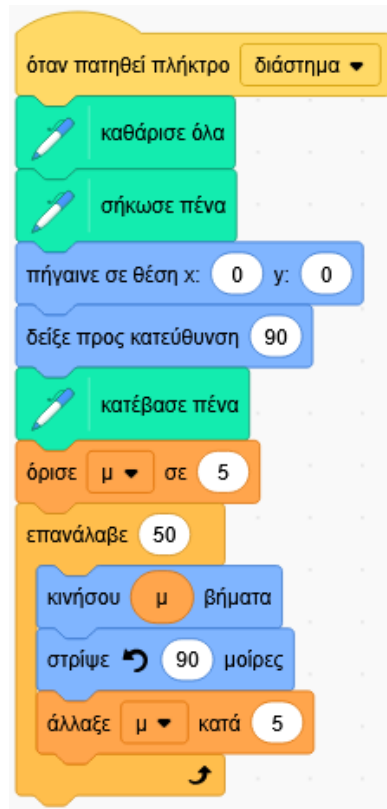 όταν πατηθεί πλήκτρο διάστημα
καθάρισε όλα
σήκωσε πένα
πήγαινε σε θέση x: 0 y: 0
δείξε προς κατεύθυνση 90
κατέβασε πένα
όρισε μ σε 5
επανάλαβε 50
κινήσου μ βήματα
στρίψε 90 μοίρες
άλλαξε μ κατά 5